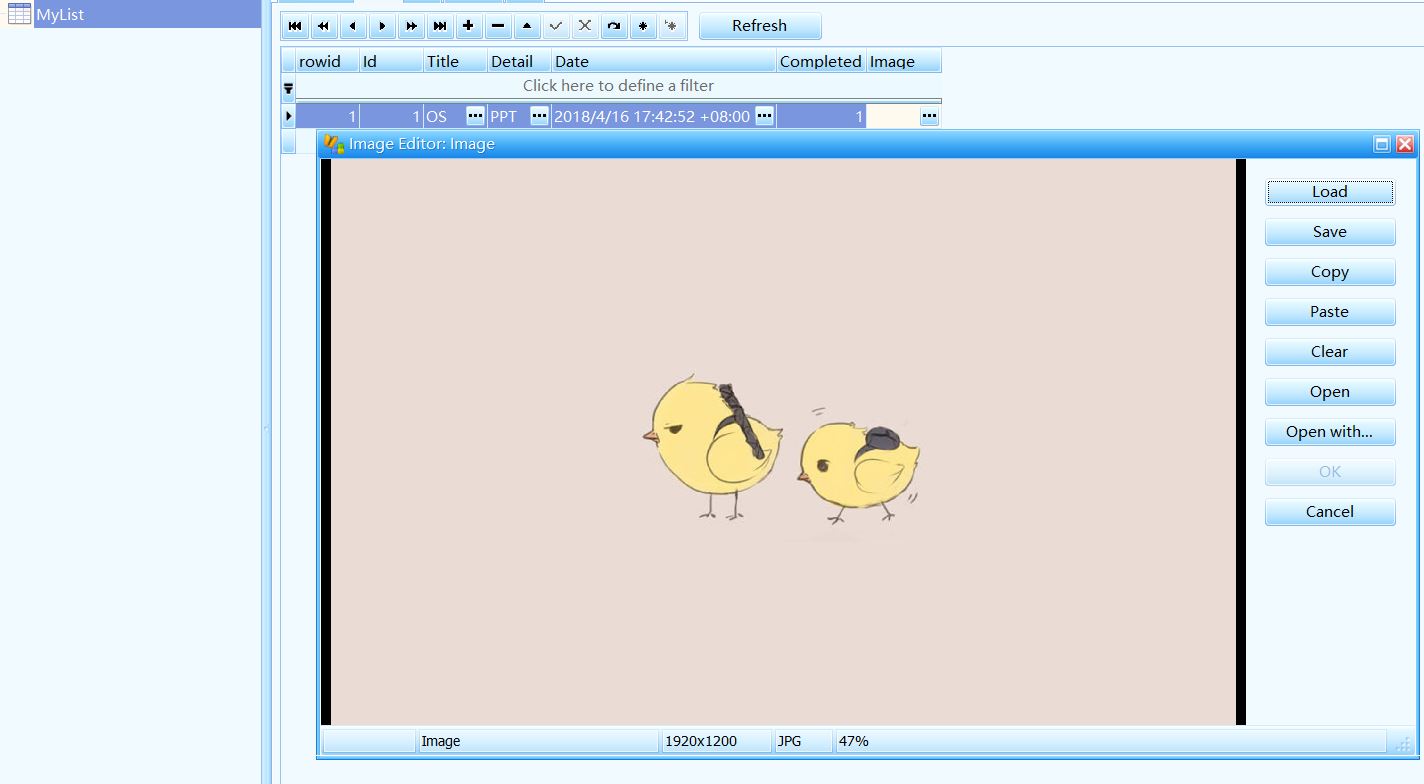 MyList
Refresh
rowid Id Title Detail Date Completed Image
Click here to define a filter
1 1 OS PPT 2018/4/16 17:42:52 +08:00 1
Image Editor: Image
Load
Save
Copy
Paste
Clear
Open
Open with...
OK
Cancel
Image 1920x1200 JPG 47%